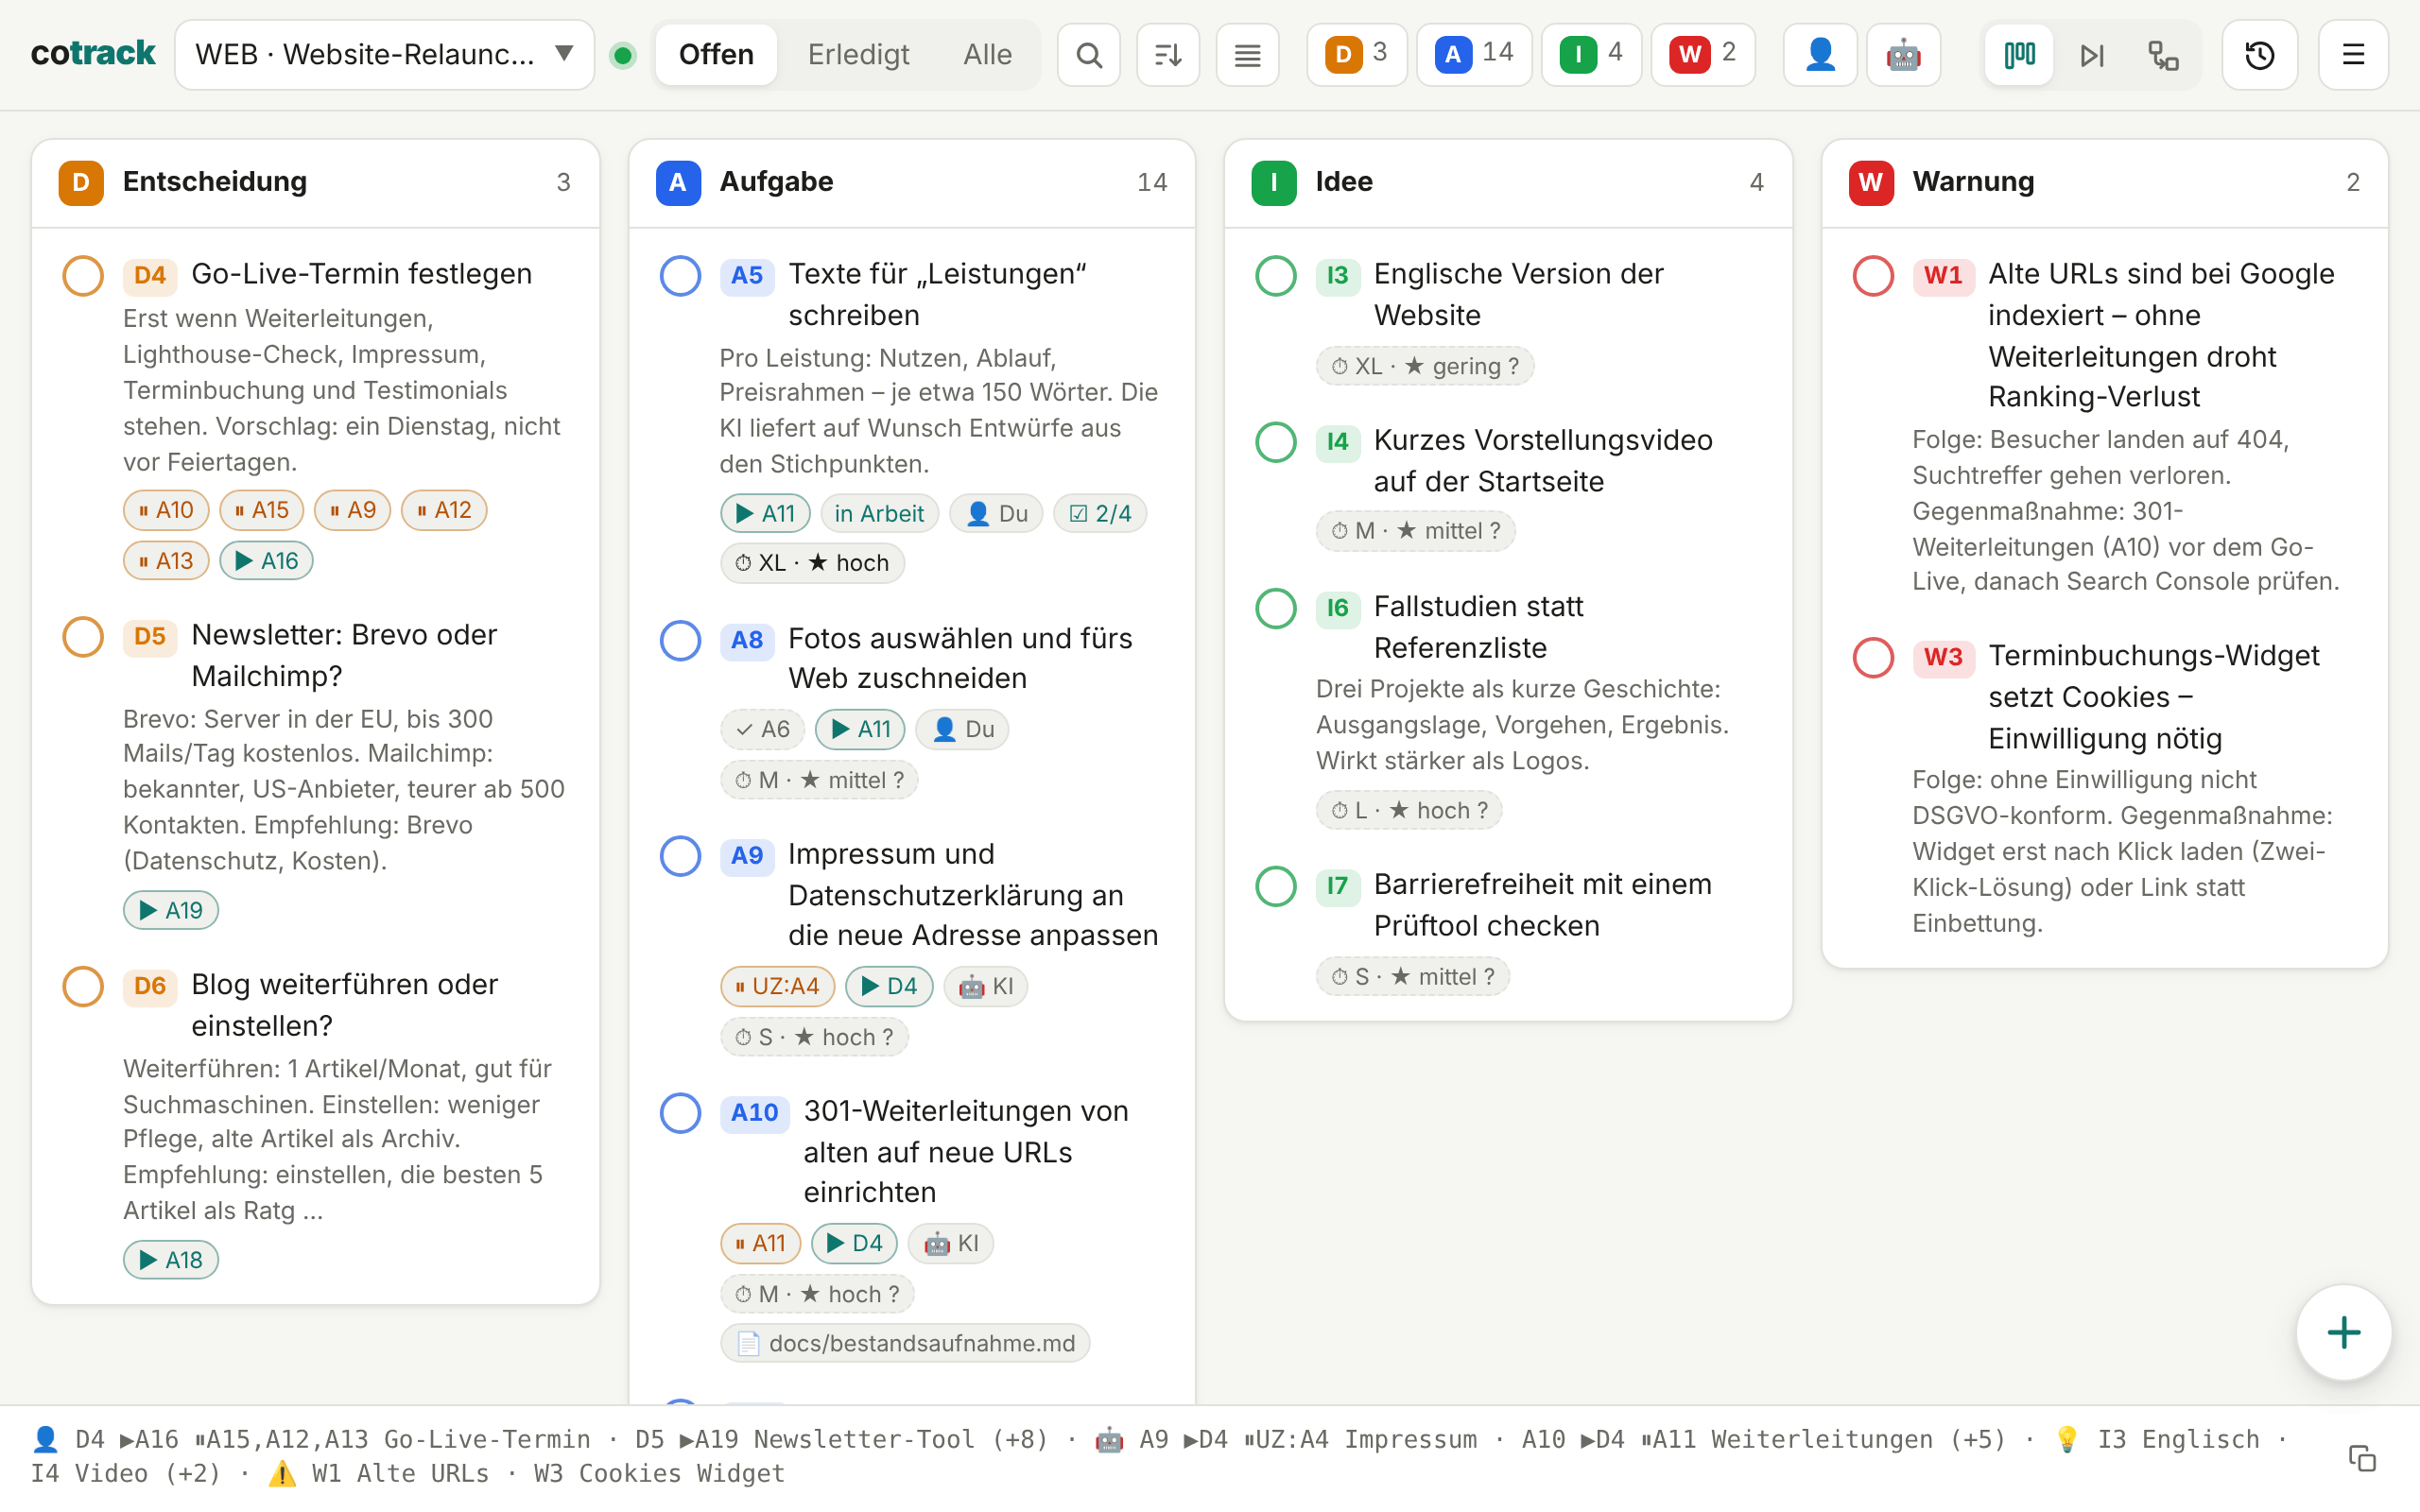 cotrack WEB · Website-Relaunc... ▼ Offen Erledigt Alle D 3 A 14 I 4 W 2
D Entscheidung 3
D4 Go-Live-Termin festlegen
Erst wenn Weiterleitungen,
Lighthouse-Check, Impressum,
Terminbuchung und Testimonials
stehen. Vorschlag: ein Dienstag, nicht
vor Feiertagen.
⏸ A10 ⏸ A15 ⏸ A9 ⏸ A12
⏸ A13 ▶ A16
D5 Newsletter: Brevo oder
Mailchimp?
Brevo: Server in der EU, bis 300
Mails/Tag kostenlos. Mailchimp:
bekannter, US-Anbieter, teurer ab 500
Kontakten. Empfehlung: Brevo
(Datenschutz, Kosten).
▶ A19
D6 Blog weiterführen oder
einstellen?
Weiterführen: 1 Artikel/Monat, gut für
Suchmaschinen. Einstellen: weniger
Pflege, alte Artikel als Archiv.
Empfehlung: einstellen, die besten 5
Artikel als Ratg ...
▶ A18
A Aufgabe 14
A5 Texte für „Leistungen“
schreiben
Pro Leistung: Nutzen, Ablauf,
Preisrahmen – je etwa 150 Wörter. Die
KI liefert auf Wunsch Entwürfe aus
den Stichpunkten.
▶ A11 in Arbeit 👤 Du ☑ 2/4
⏱ XL · ★ hoch
A8 Fotos auswählen und fürs
Web zuschneiden
✓ A6 ▶ A11 👤 Du
⏱ M · ★ mittel ?
A9 Impressum und
Datenschutzerklärung an
die neue Adresse anpassen
⏸ UZ:A4 ▶ D4 🤖 KI
⏱ S · ★ hoch ?
A10 301-Weiterleitungen von
alten auf neue URLs
einrichten
⏸ A11 ▶ D4 🤖 KI
⏱ M · ★ hoch ?
📄 docs/bestandsaufnahme.md
I Idee 4
I3 Englische Version der
Website
⏱ XL · ★ gering ?
I4 Kurzes Vorstellungsvideo
auf der Startseite
⏱ M · ★ mittel ?
I6 Fallstudien statt
Referenzliste
Drei Projekte als kurze Geschichte:
Ausgangslage, Vorgehen, Ergebnis.
Wirkt stärker als Logos.
⏱ L · ★ hoch ?
I7 Barrierefreiheit mit einem
Prüftool checken
⏱ S · ★ mittel ?
W Warnung 2
W1 Alte URLs sind bei Google
indexiert – ohne
Weiterleitungen droht
Ranking-Verlust
Folge: Besucher landen auf 404,
Suchtreffer gehen verloren.
Gegenmaßnahme: 301-
Weiterleitungen (A10) vor dem Go-
Live, danach Search Console prüfen.
W3 Terminbuchungs-Widget
setzt Cookies –
Einwilligung nötig
Folge: ohne Einwilligung nicht
DSGVO-konform. Gegenmaßnahme:
Widget erst nach Klick laden (Zwei-
Klick-Lösung) oder Link statt
Einbettung.
👤 D4 ▶A16 ⏸A15,A12,A13 Go-Live-Termin · D5 ▶A19 Newsletter-Tool (+8) · 🤖 A9 ▶D4 ⏸UZ:A4 Impressum · A10 ▶D4 ⏸A11 Weiterleitungen (+5) · 💡 I3 Englisch ·
I4 Video (+2) · ⚠️ W1 Alte URLs · W3 Cookies Widget